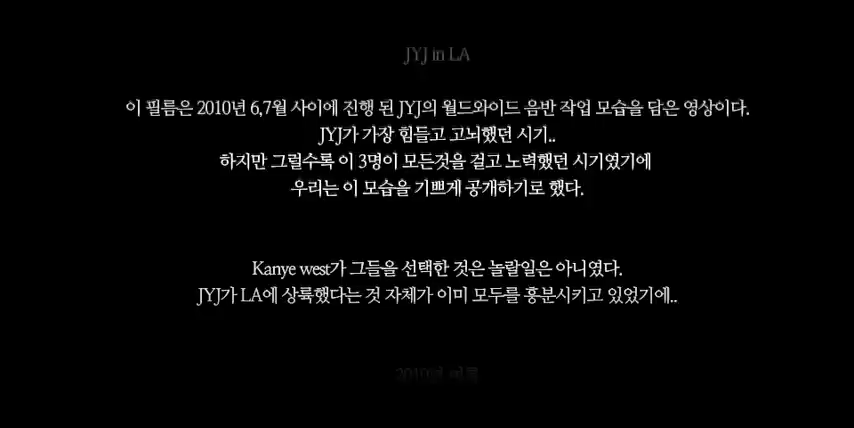 JYJ in LA
이 필름은 2010년 6,7월 사이에 진행 된 JYJ의 월드와이드 음반 작업 모습을 담은 영상이다.
JYJ가 가장 힘들고 고뇌했던 시기..
하지만 그럴수록 이 3명이 모든것을 걸고 노력했던 시기였기에
우리는 이 모습을 기쁘게 공개하기로 했다.
Kanye west가 그들을 선택한 것은 놀랄일은 아니였다.
JYJ가 LA에 상륙했다는 것 자체가 이미 모두를 흥분시키고 있었기에..
2010년 여름